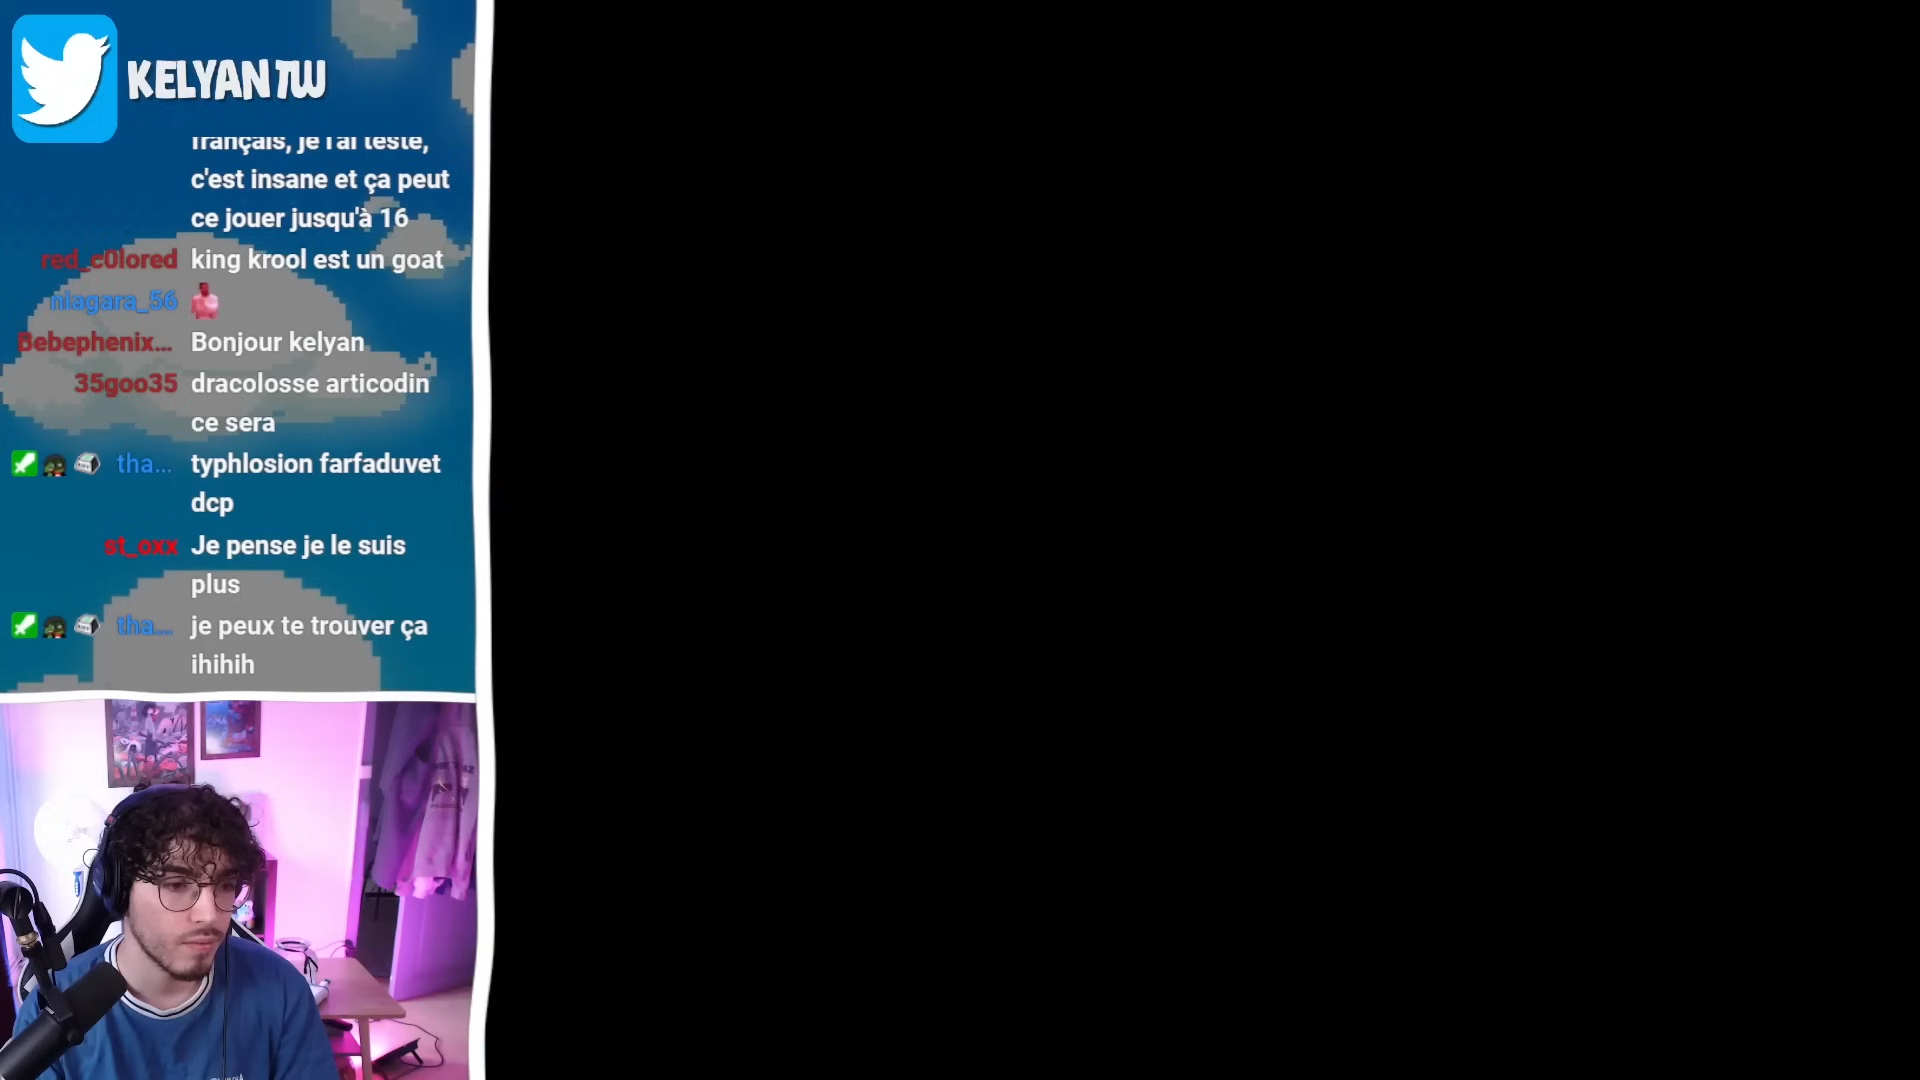 KELYANTW
français, je l'ai testé,
c'est insane et ça peut
ce jouer jusqu'à 16
red_c0lored king krool est un goat
niagara_56
Bebephenix... Bonjour kelyan
35goo35 dracolosse articodin
ce sera
tha... typhlosion farfaduvet
dcp
st_oxx Je pense je le suis
plus
tha... je peux te trouver ça
ihihih